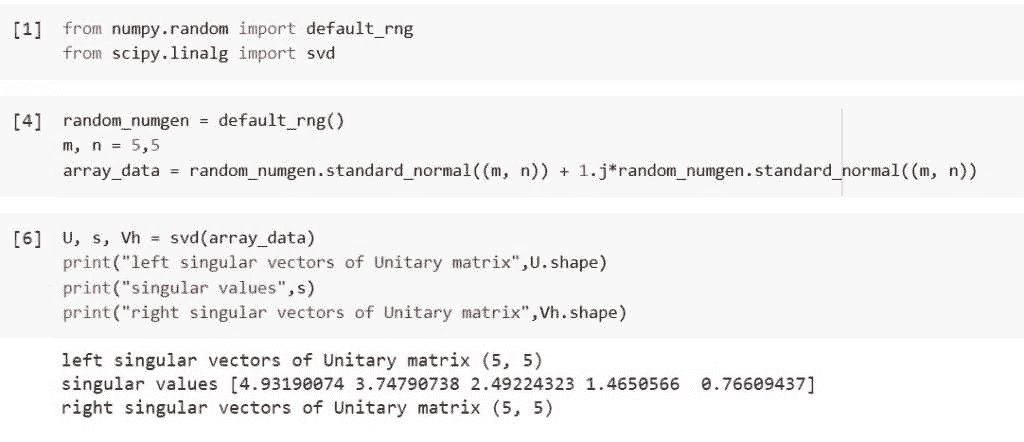 [1] from numpy.random import default_rng
from scipy.linalg import svd
[4] random_numgen = default_rng()
m, n = 5,5
array_data = random_numgen.standard_normal((m, n)) + 1.j*random_numgen.standard_normal((m, n))
[6] U, s, Vh = svd(array_data)
print("left singular vectors of Unitary matrix",U.shape)
print("singular values",s)
print("right singular vectors of Unitary matrix",Vh.shape)
left singular vectors of Unitary matrix (5, 5)
singular values [4.93190074 3.74790738 2.49224323 1.4650566  0.76609437]
right singular vectors of Unitary matrix (5, 5)